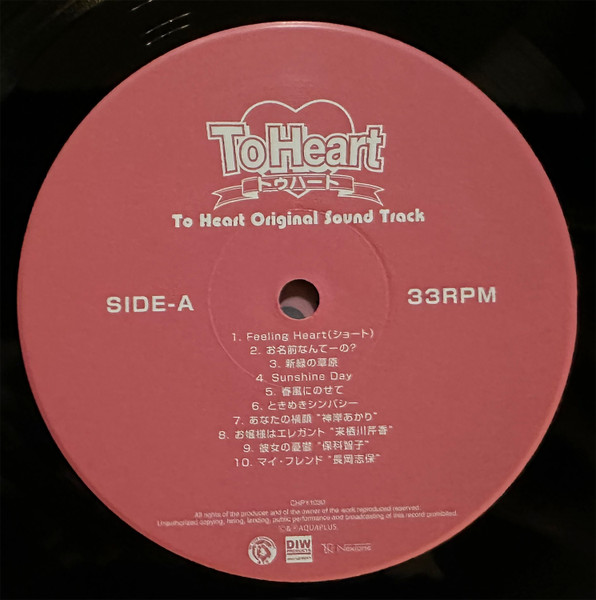 To Heart
トゥハート
To Heart Original Sound Track
SIDE-A
33RPM
1. Feeling Heart(ショート)
2. お名前なんてーの?
3. 新緑の草原
4. Sunshine Day
5. 春風にのせて
6. ときめきシンパシー
7. あなたの横顔 "神岸あかり"
8. お嬢様はエレガント "来栖川芹香"
9. 彼女の憂鬱 "保科智子"
10. マイ・フレンド "長岡志保"
All rights of the producer and of the owner of the work reproduced reserved.
Unauthorized copying, hiring, lending, public performance and broadcasting of this record prohibited.
AQUAPLUS
DIW
PRODUCTS
NexTone